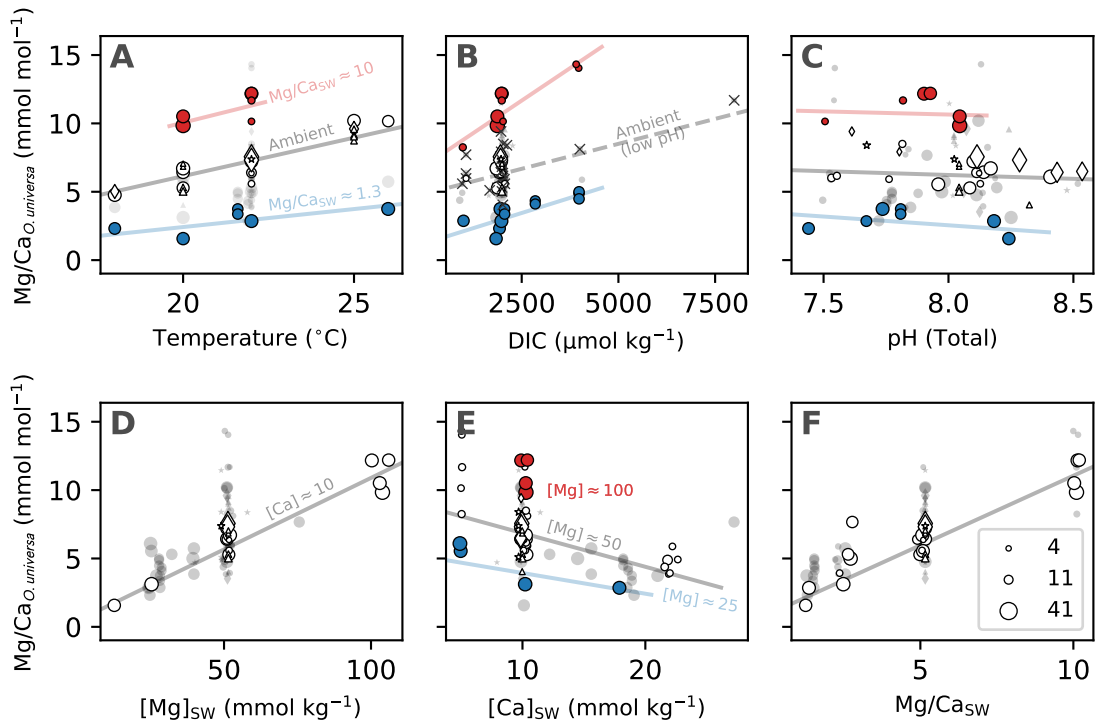 A
B
C
Mg/Ca_O. universa (mmol mol⁻¹)
15
10
5
0
Mg/Ca_SW ≈ 10
Ambient
Mg/Ca_SW ≈ 1.3
Ambient
(low pH)
20
25
2500
5000
7500
7.5
8.0
8.5
Temperature (°C)
DIC (μmol kg⁻¹)
pH (Total)
D
E
F
Mg/Ca_O. universa (mmol mol⁻¹)
15
10
5
0
[Ca] ≈ 10
[Mg] ≈ 100
[Mg] ≈ 50
[Mg] ≈ 25
4
11
41
50
100
10
20
5
10
[Mg]_SW (mmol kg⁻¹)
[Ca]_SW (mmol kg⁻¹)
Mg/Ca_SW